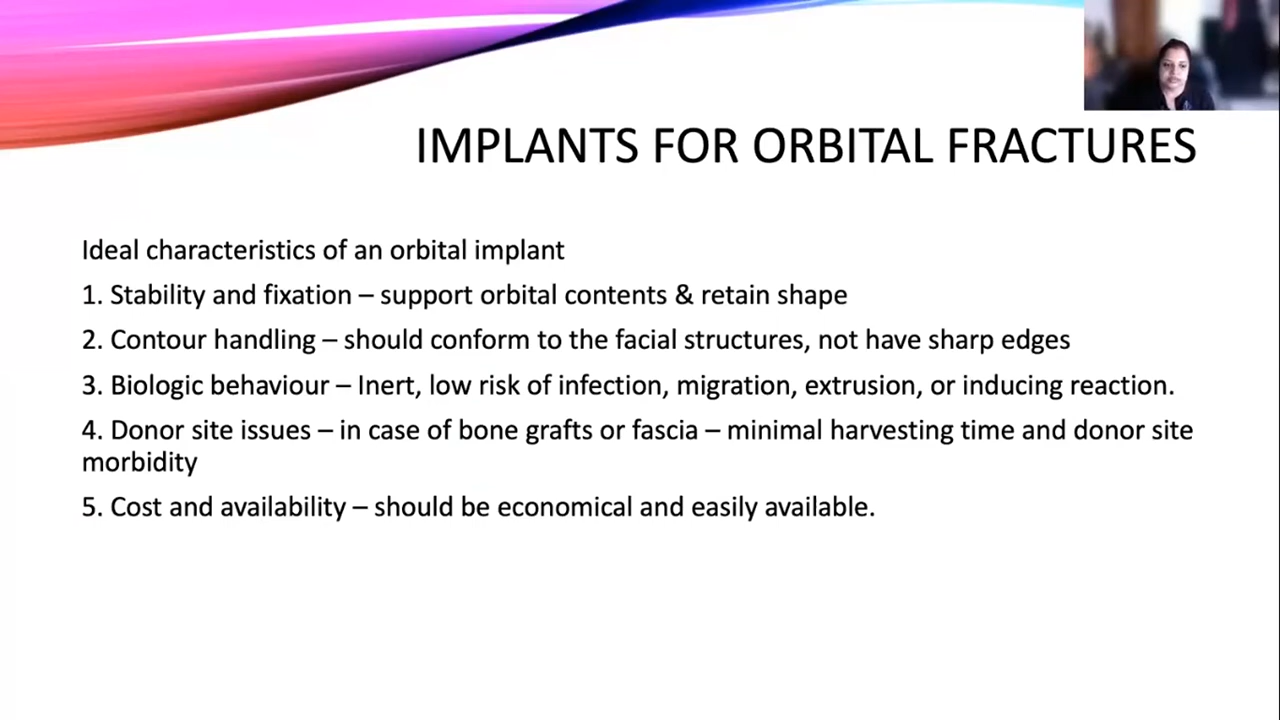 IMPLANTS FOR ORBITAL FRACTURES
Ideal characteristics of an orbital implant
1. Stability and fixation – support orbital contents & retain shape
2. Contour handling – should conform to the facial structures, not have sharp edges
3. Biologic behaviour – Inert, low risk of infection, migration, extrusion, or inducing reaction.
4. Donor site issues – in case of bone grafts or fascia – minimal harvesting time and donor site
morbidity
5. Cost and availability – should be economical and easily available.